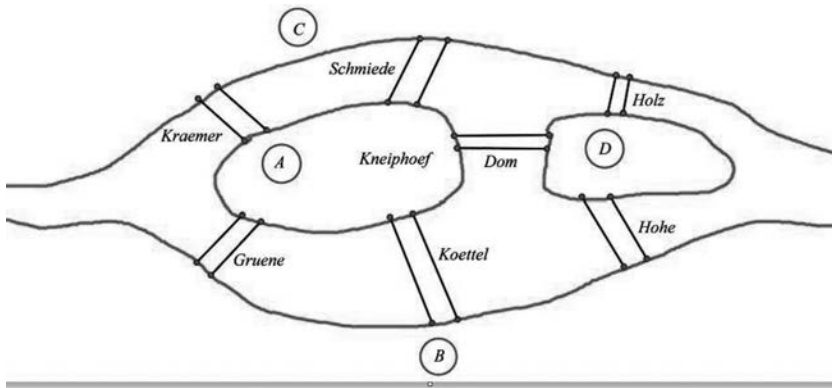 C
Schmiede
Holz
Kraemer
A
Kneiphoef
Dom
D
Gruene
Koettel
Hohe
B